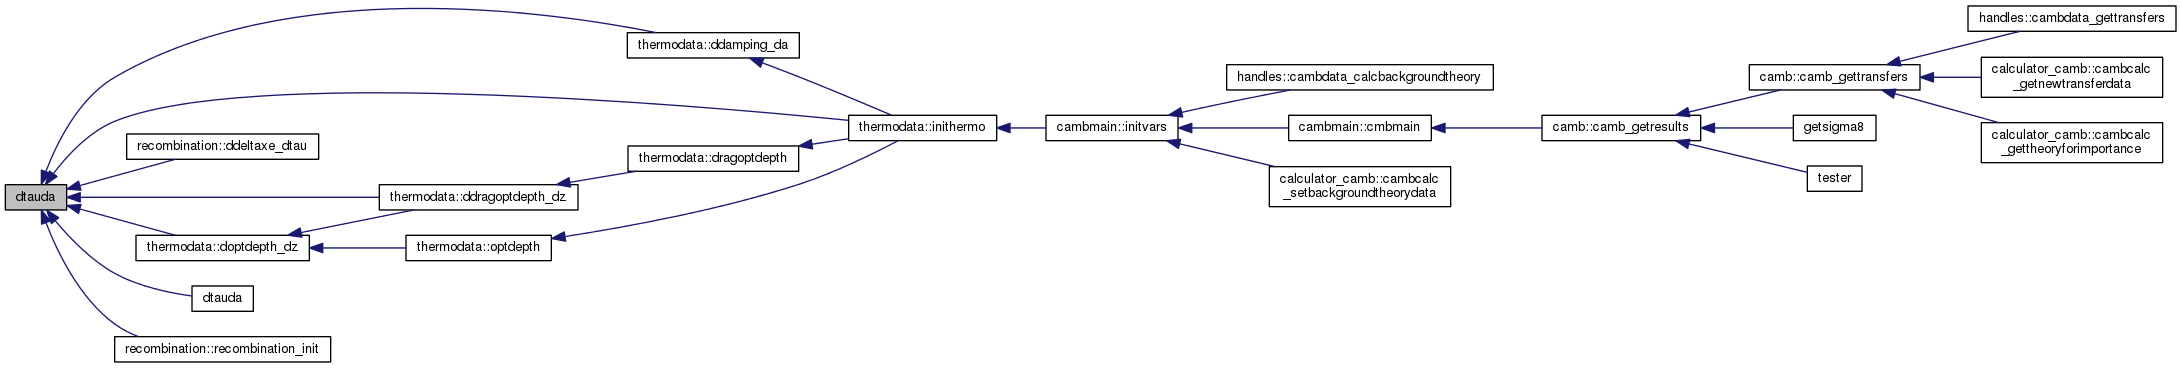 dtauda
thermodata::ddamping_da
recombination::ddeltaxe_dtau
thermodata::ddragoptdepth_dz
thermodata::doptdepth_dz
dtauda
recombination::recombination_init
thermodata::dragoptdepth
thermodata::optdepth
thermodata::inithermo
cambmain::initvars
handles::cambdata_calcbackgroundtheory
cambmain::cmbmain
calculator_camb::cambcalc
_setbackgroundtheorydata
camb::camb_getresults
camb::camb_gettransfers
getsigma8
tester
handles::cambdata_gettransfers
calculator_camb::cambcalc
_getnewtransferdata
calculator_camb::cambcalc
_gettheoryforimportance